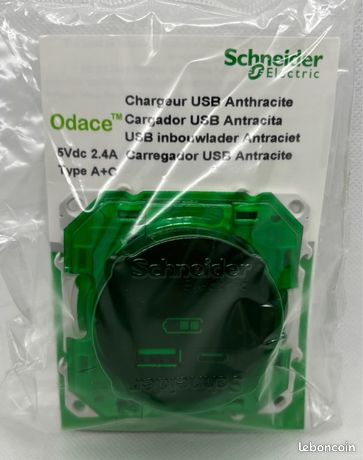 Schneider
Electric
Chargeur USB Anthracite
Odace™ Cargador USB Antracita
USB inbouwlader Antraciet
5Vdc 2.4A Carregador USB Antracite
Type A+C
Schneider
Schneider
leboncoin